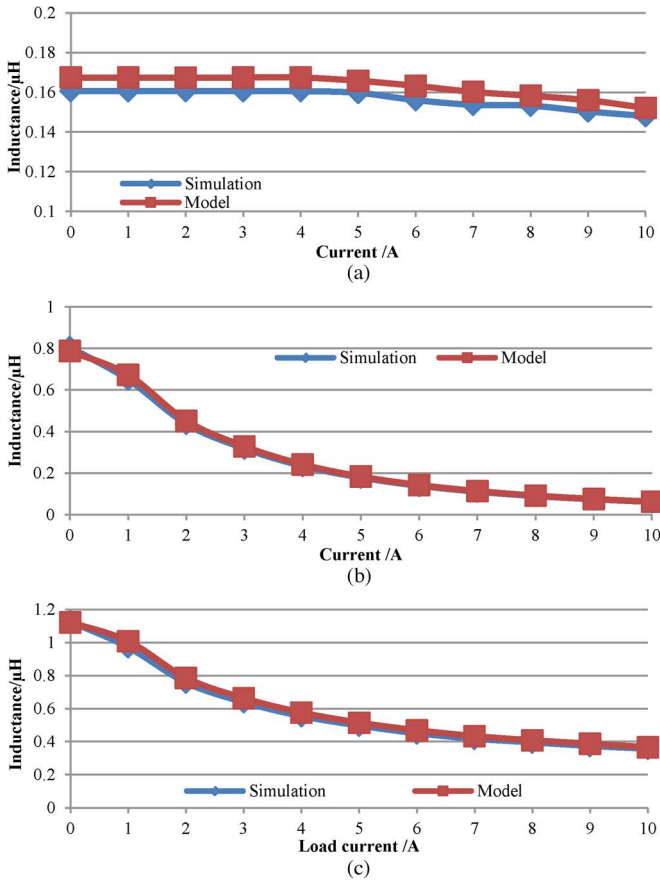 0.2
0.18
0.16
0.14
0.12
0.1
Inductance/μH
Simulation
Model
0 1 2 3 4 5 6 7 8 9 10
Current /A
(a)
1
0.8
0.6
0.4
0.2
0
Inductance/μH
Simulation Model
0 1 2 3 4 5 6 7 8 9 10
Current /A
(b)
1.2
1
0.8
0.6
0.4
0.2
0
Inductance/μH
Simulation Model
0 1 2 3 4 5 6 7 8 9 10
Load current /A
(c)